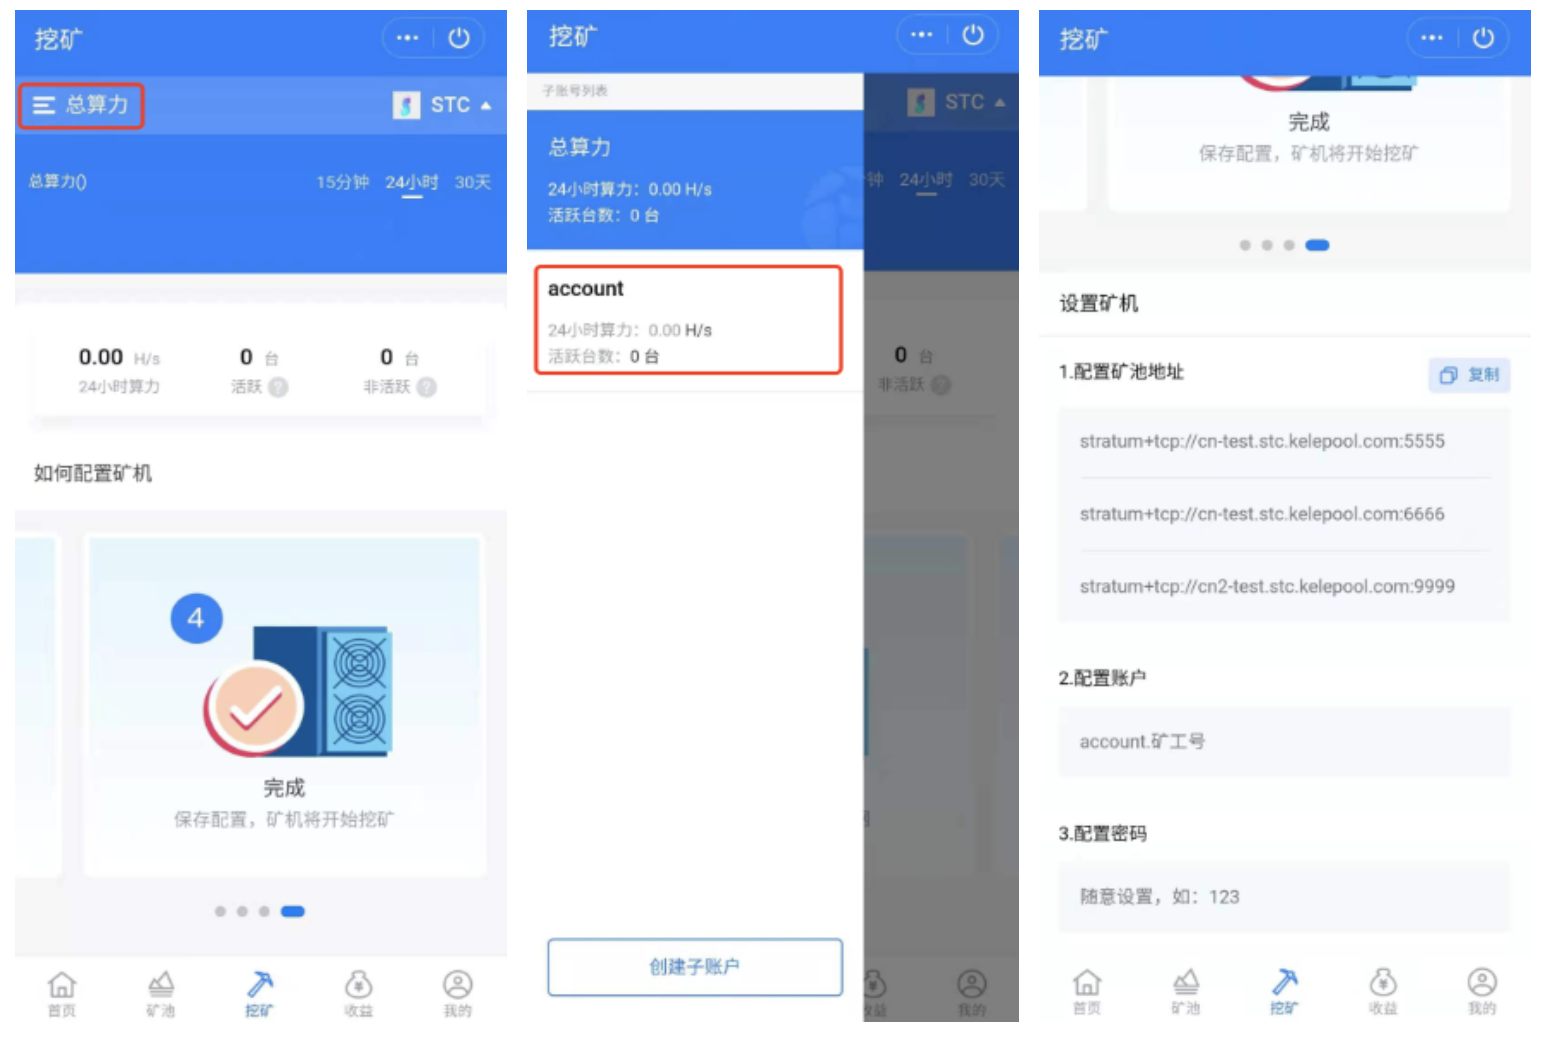 挖矿
总算力
STC
总算力()
15分钟 24小时 30天
0.00 H/s
24小时算力
0 台
活跃 ?
0 台
非活跃 ?
如何配置矿机
4
完成
保存配置，矿机将开始挖矿
首页 矿池 挖矿 收益 我的
挖矿
子账号列表
总算力
24小时算力：0.00 H/s
活跃台数：0 台
account
24小时算力：0.00 H/s
活跃台数：0 台
创建子账户
STC
钟 24小时 30天
0 台
非活跃 ?
收益 我的
挖矿
完成
保存配置，矿机将开始挖矿
设置矿机
1.配置矿池地址
复制
stratum+tcp://cn-test.stc.kelepool.com:5555
stratum+tcp://cn-test.stc.kelepool.com:6666
stratum+tcp://cn2-test.stc.kelepool.com:9999
2.配置账户
account.矿工号
3.配置密码
随意设置，如：123
首页 矿池 挖矿 收益 我的